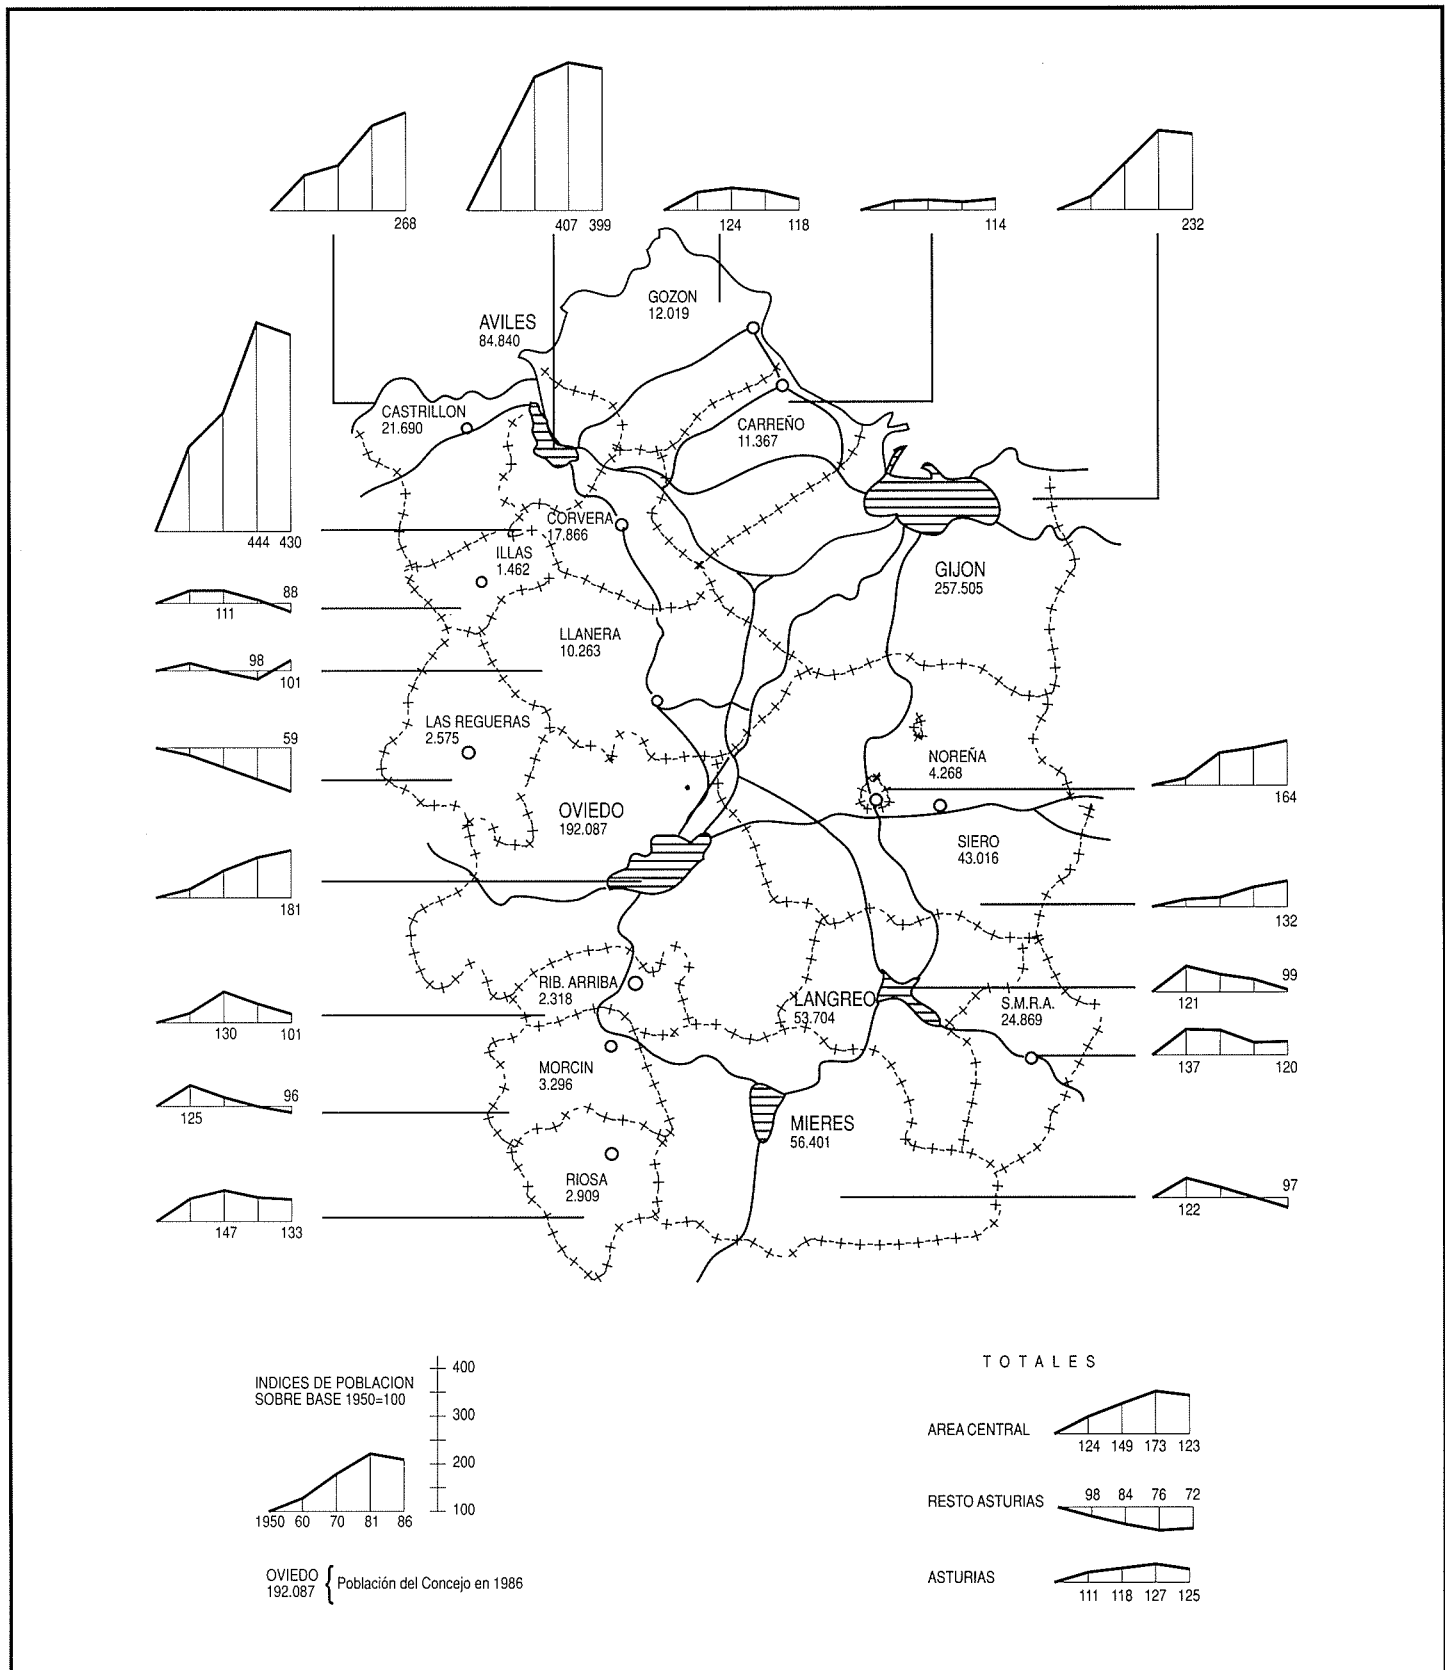 268
407 399
124 118
114
232
GOZON
12.019
AVILES
84.840
CASTRILLON
21.690
CARREÑO
11.367
444 430
CORVERA
17.866
ILLAS
1.462
GIJON
257.505
88
111
LLANERA
10.263
98
101
LAS REGUERAS
2.575
59
NOREÑA
4.268
164
OVIEDO
192.087
SIERO
43.016
181
132
RIB. ARRIBA
2.318
LANGREO
53.704
S.M.R.A.
24.869
99
121
130 101
MORCIN
3.296
137 120
96
125
MIERES
56.401
RIOSA
2.909
97
122
147 133
INDICES DE POBLACION
SOBRE BASE 1950=100
400
300
200
100
1950 60 70 81 86
OVIEDO
192.087
Población del Concejo en 1986
TOTALES
AREA CENTRAL
124 149 173 123
RESTO ASTURIAS
98 84 76 72
ASTURIAS
111 118 127 125